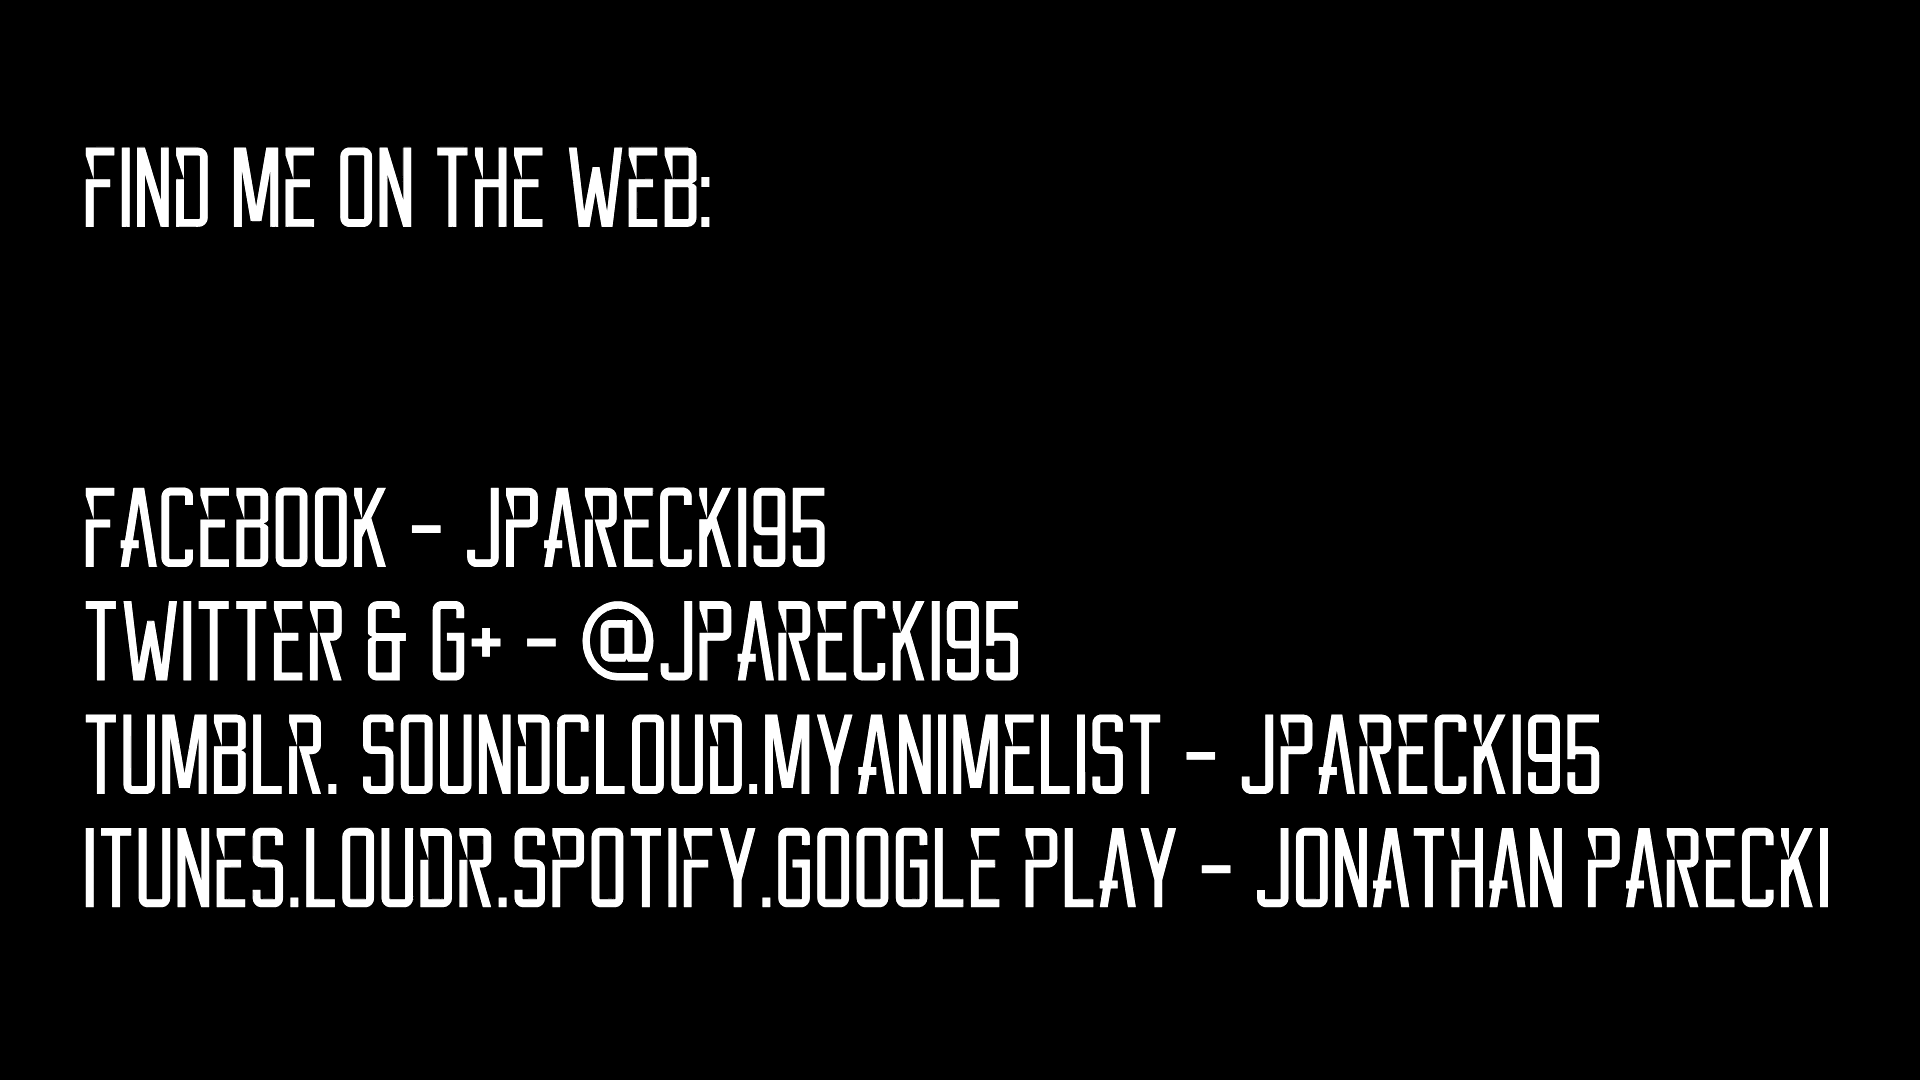 FIND ME ON THE WEB:
FACEBOOK - JPARECKI95
TWITTER & G+ - @JPARECKI95
TUMBLR. SOUNDCLOUD.MYANIMELIST - JPARECKI95
ITUNES.LOUDR.SPOTIFY.GOOGLE PLAY - JONATHAN PARECKI